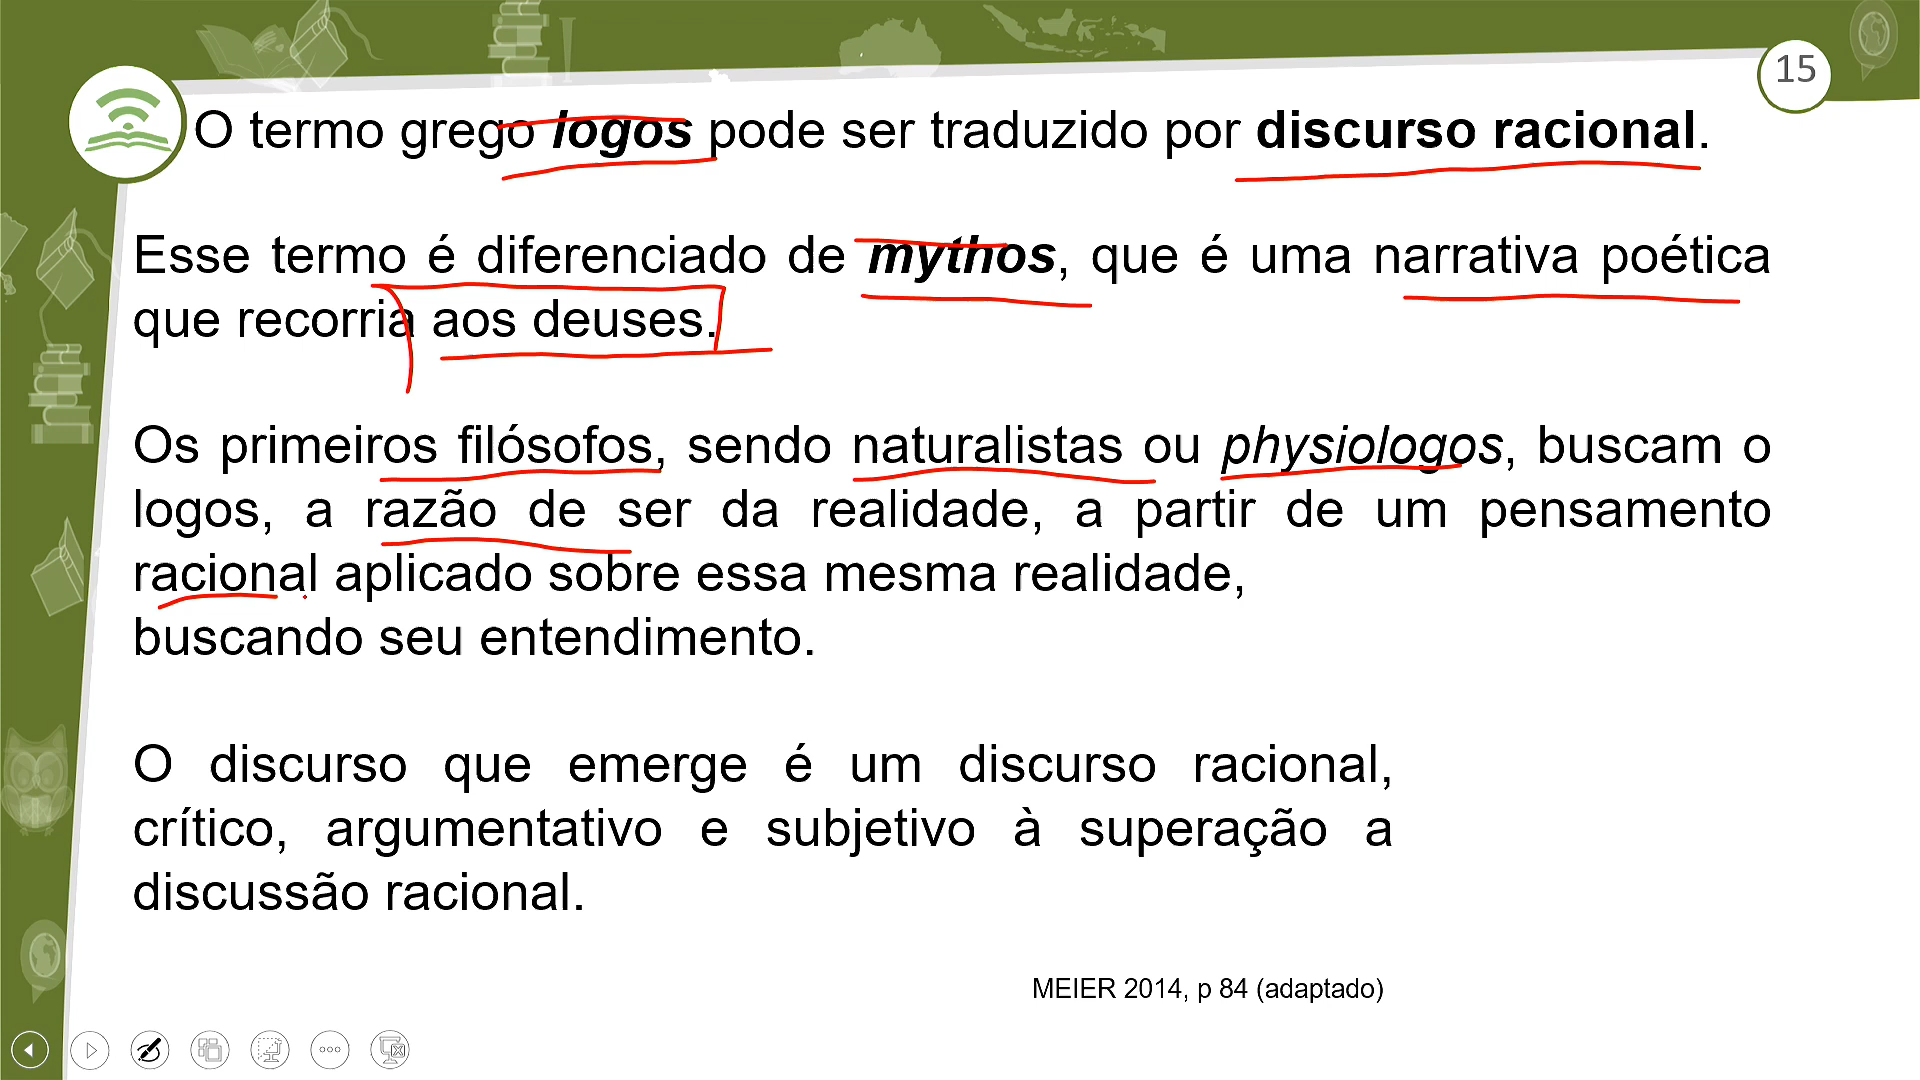 15
O termo grego logos pode ser traduzido por discurso racional.
Esse termo é diferenciado de mythos, que é uma narrativa poética
que recorria aos deuses.
Os primeiros filósofos, sendo naturalistas ou physiologos, buscam o
logos, a razão de ser da realidade, a partir de um pensamento
racional aplicado sobre essa mesma realidade,
buscando seu entendimento.
O discurso que emerge é um discurso racional,
crítico, argumentativo e subjetivo à superação a
discussão racional.
MEIER 2014, p 84 (adaptado)